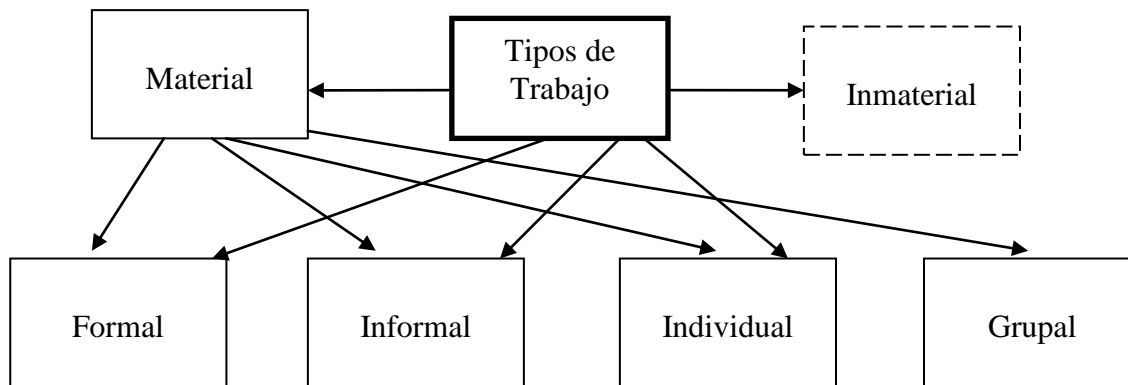 Material
Tipos de
Trabajo
Inmaterial
Formal
Informal
Individual
Grupal